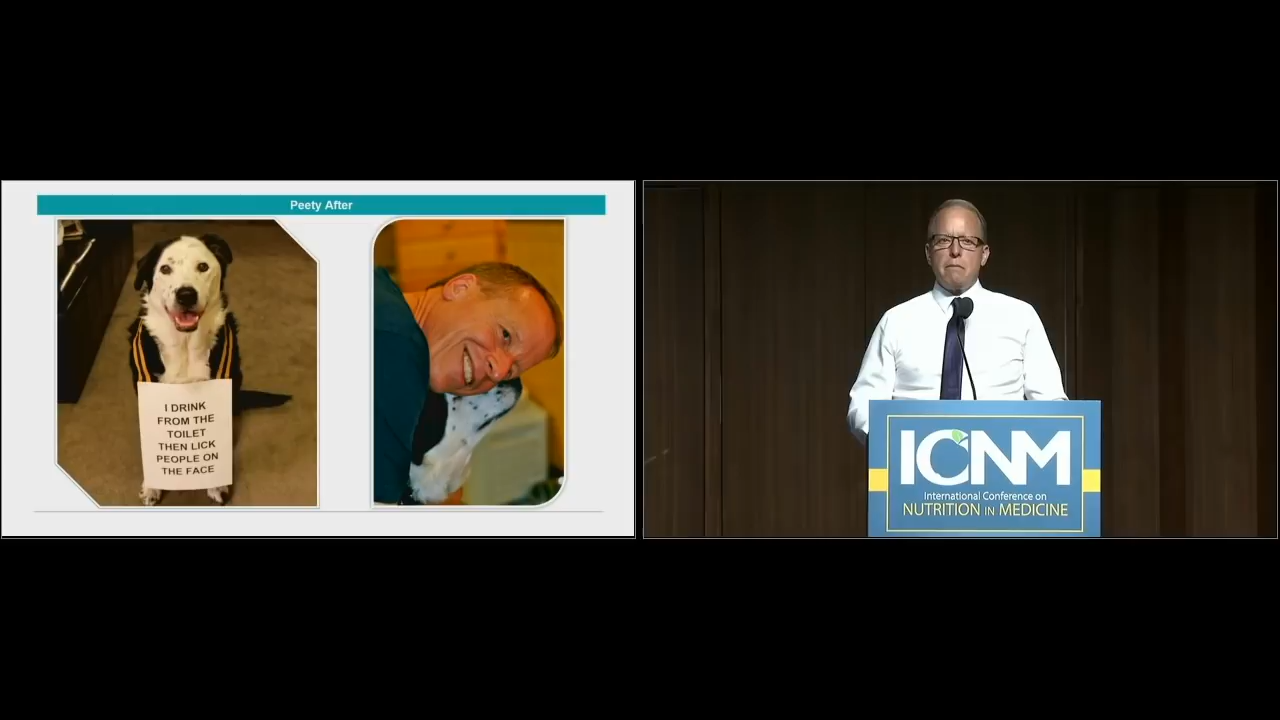 Peety After
I DRINK
FROM THE
TOILET
THEN LICK
PEOPLE ON
THE FACE
ICNM
International Conference on
NUTRITION IN MEDICINE